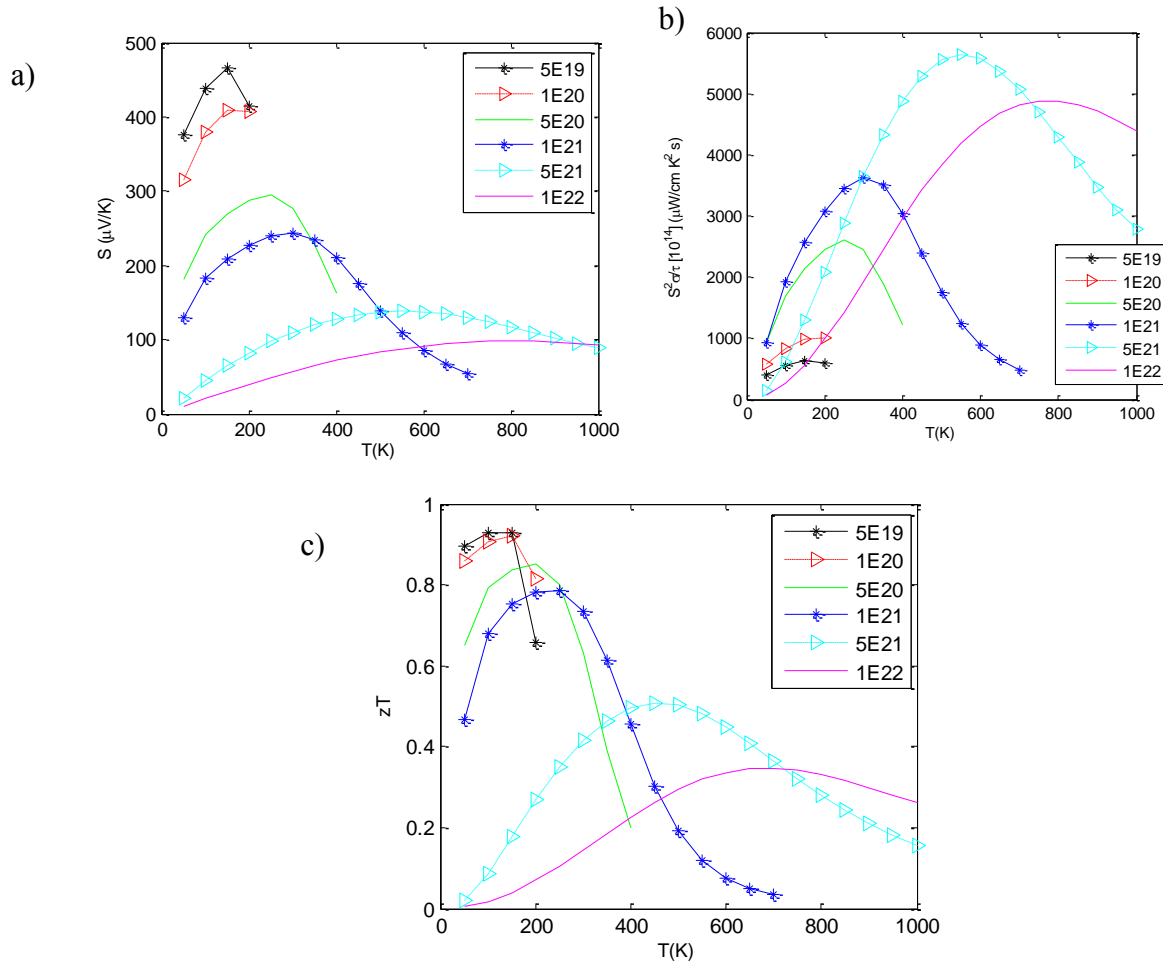 a)
S (μV/K)
500
400
300
200
100
0
0 200 400 600 800 1000
T(K)
5E19
1E20
5E20
1E21
5E21
1E22
b)
S²σ/τ [10¹⁴] (μW/cm K² s)
6000
5000
4000
3000
2000
1000
0
0 200 400 600 800 1000
T(K)
5E19
1E20
5E20
1E21
5E21
1E22
c)
zT
1
0.8
0.6
0.4
0.2
0
0 200 400 600 800 1000
T(K)
5E19
1E20
5E20
1E21
5E21
1E22